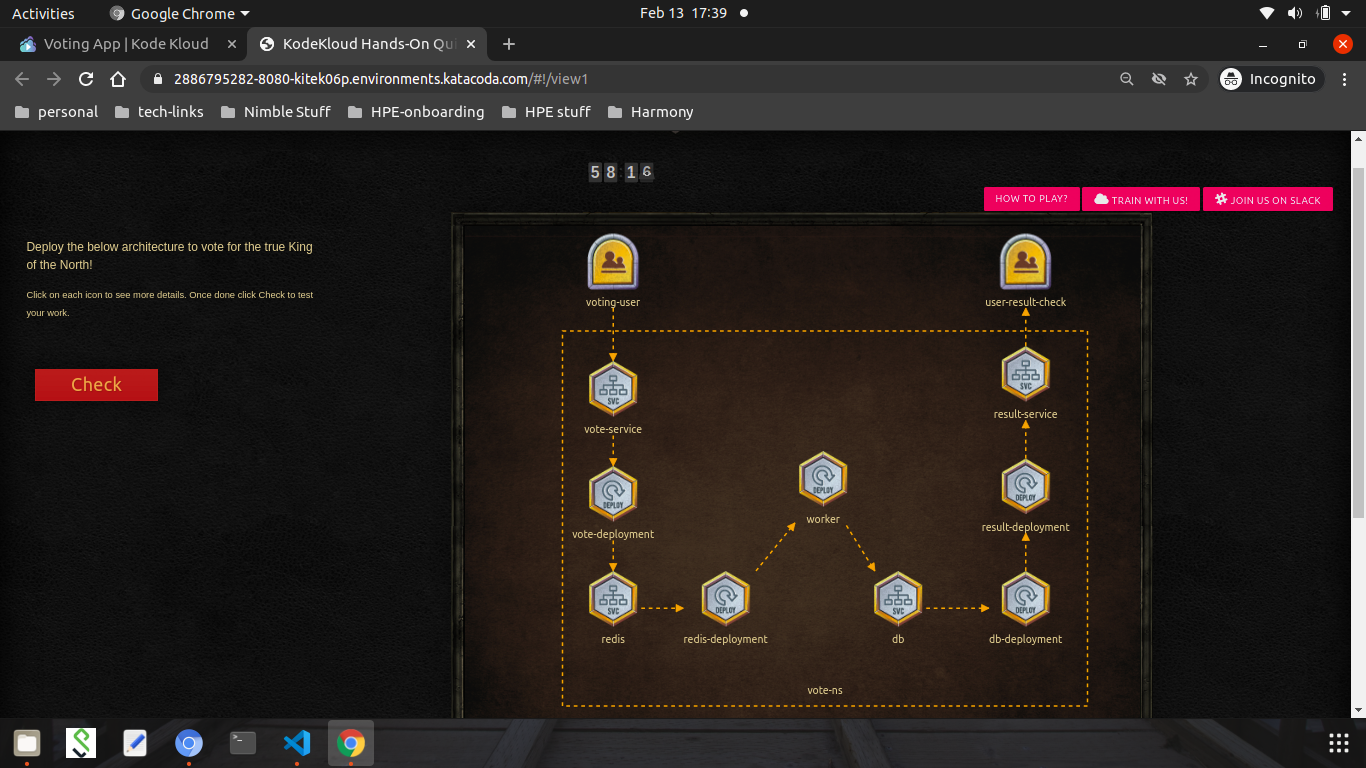 Activities
Google Chrome
Feb 13 17:39
Voting App | Kode Kloud
KodeKloud Hands-On Qui
2886795282-8080-kitek06p.environments.katacoda.com/#!/view1
Incognito
personal
tech-links
Nimble Stuff
HPE-onboarding
HPE stuff
Harmony
58:16
HOW TO PLAY?
TRAIN WITH US!
JOIN US ON SLACK
Deploy the below architecture to vote for the true King
of the North!
Click on each icon to see more details. Once done click Check to test
your work.
Check
voting-user
user-result-check
SVC
vote-service
SVC
result-service
DEPLOY
vote-deployment
DEPLOY
worker
DEPLOY
result-deployment
SVC
redis
DEPLOY
redis-deployment
SVC
db
DEPLOY
db-deployment
vote-ns